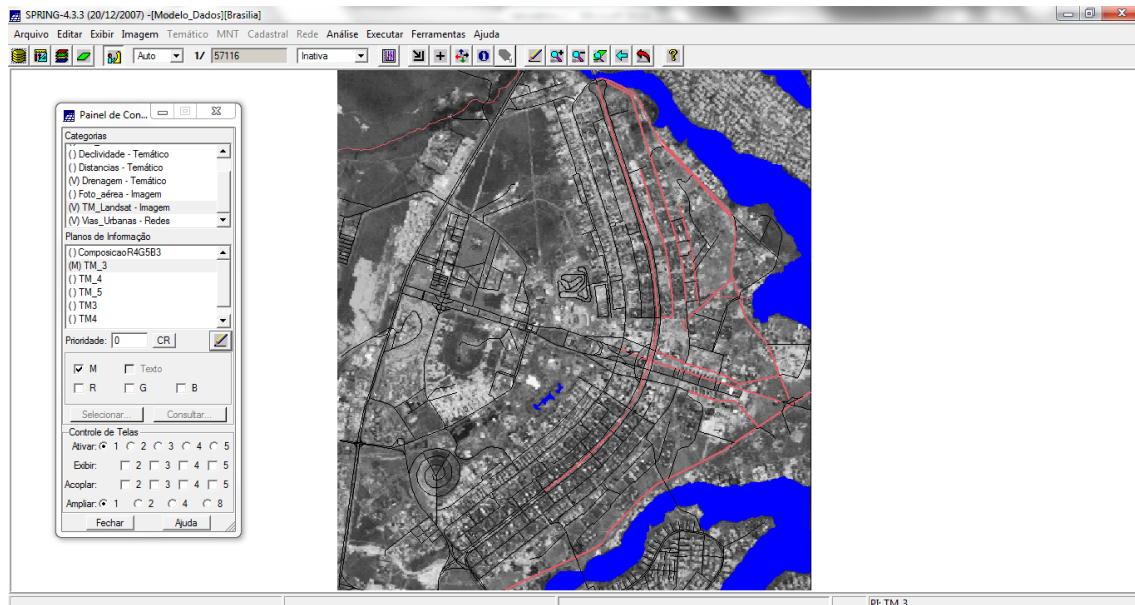 SPRING-4.3.3 (20/12/2007) -[Modelo_Dados][Brasilia]
Arquivo Editar Exibir Imagem Temático MNT Cadastral Rede Análise Executar Ferramentas Ajuda
Auto 1/ 57116 Inativa
Painel de Con...
Categorias
( ) Declividade - Temático
( ) Distancias - Temático
(V) Drenagem - Temático
( ) Foto_aérea - Imagem
(V) TM_Landsat - Imagem
(V) Vias_Urbanas - Redes
Planos de Informação
( ) ComposicaoR4G5B3
(M) TM_3
( ) TM_4
( ) TM_5
( ) TM3
( ) TM4
Prioridade: 0 CR
M Texto
R G B
Selecionar... Consultar...
Controle de Telas
Ativar: 1 2 3 4 5
Exibir: 2 3 4 5
Acoplar: 2 3 4 5
Ampliar: 1 2 4 8
Fechar Ajuda
PI: TM_3